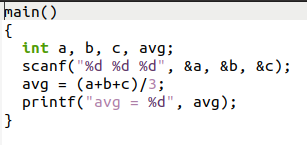 main()
{
int a, b, c, avg;
scanf("%d %d %d", &a, &b, &c);
avg = (a+b+c)/3;
printf("avg = %d", avg);
}